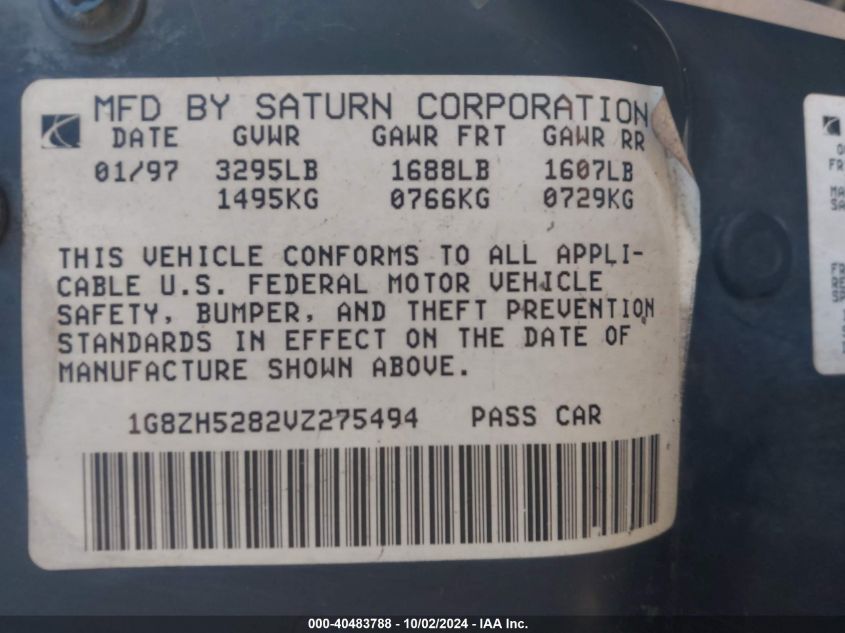 MFD BY SATURN CORPORATION
DATE GVWR GAWR FRT GAWR RR
01/97 3295LB 1688LB 1607LB
1495KG 0766KG 0729KG
THIS VEHICLE CONFORMS TO ALL APPLI-
CABLE U.S. FEDERAL MOTOR VEHICLE
SAFETY, BUMPER, AND THEFT PREVENTION
STANDARDS IN EFFECT ON THE DATE OF
MANUFACTURE SHOWN ABOVE.
1G8ZH5282VZ275494 PASS CAR
000-40483788 - 10/02/2024 - IAA Inc.